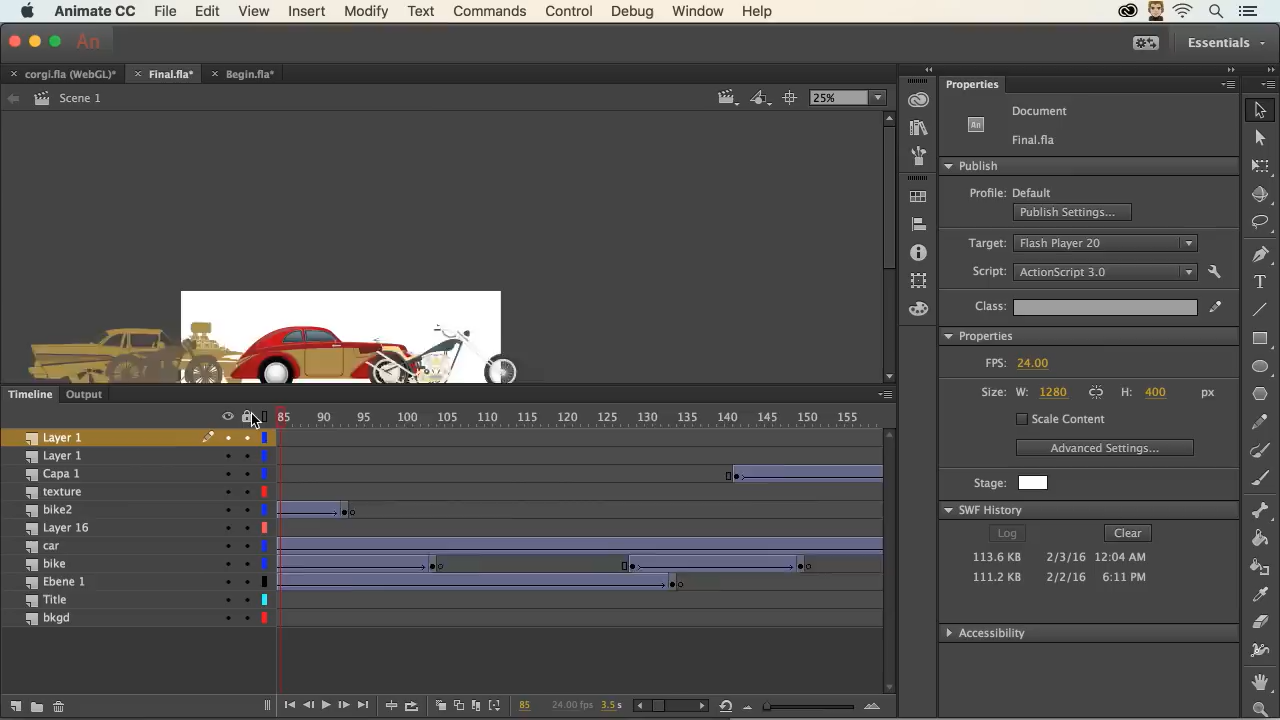 Animate CC File Edit View Insert Modify Text Commands Control Debug Window Help
An
Essentials
corgi.fla (WebGL)* Final.fla* Begin.fla*
Scene 1
25%
Properties
An
Document
Final.fla
Publish
Profile: Default
Publish Settings...
Target: Flash Player 20
Script: ActionScript 3.0
Class:
Properties
FPS: 24.00
Size: W: 1280 H: 400 px
Scale Content
Advanced Settings...
Stage:
SWF History
Log Clear
113.6 KB 2/3/16 12:04 AM
111.2 KB 2/2/16 6:11 PM
Accessibility
Timeline Output
85 90 95 100 105 110 115 120 125 130 135 140 145 150 155
Layer 1
Layer 1
Capa 1
texture
bike2
Layer 16
car
bike
Ebene 1
Title
bkgd
85 24.00 fps 3.5 s